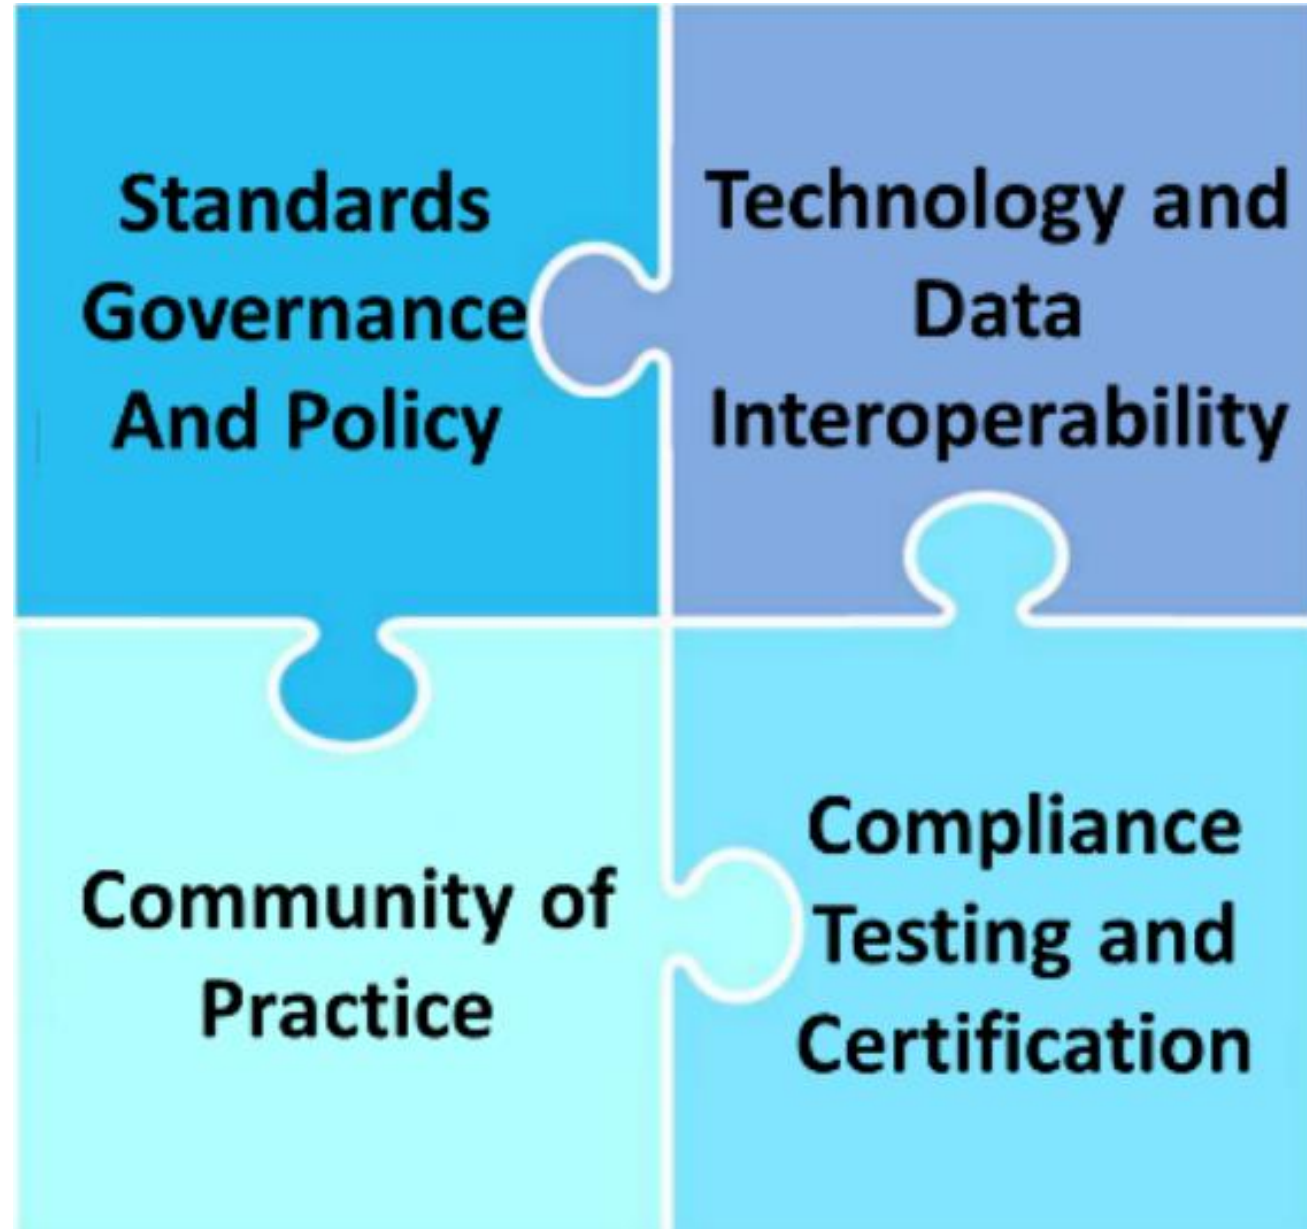 Standards
Governance
And Policy
Technology and
Data
Interoperability
Community of
Practice
Compliance
Testing and
Certification